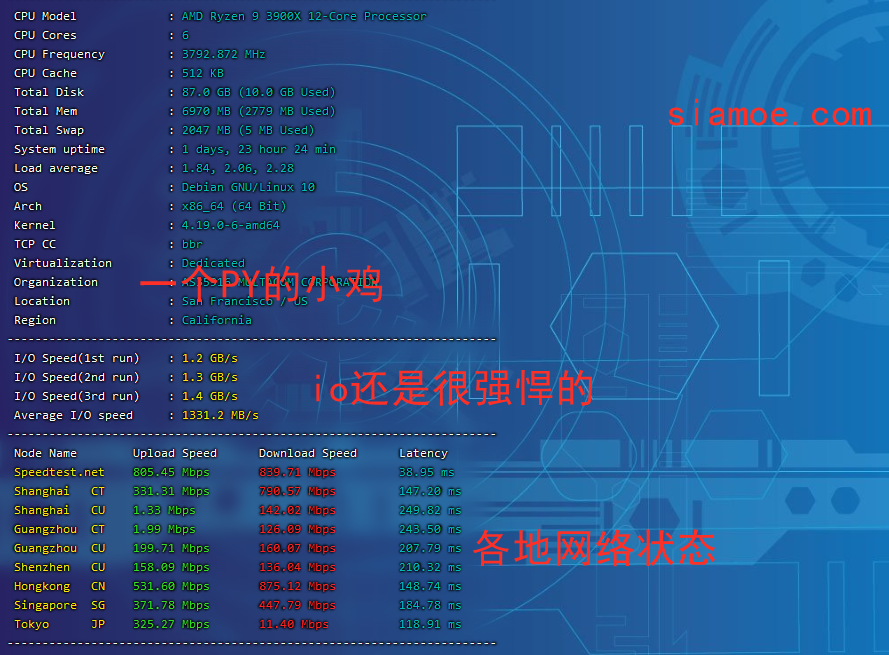 CPU Model : AMD Ryzen 9 3900X 12-Core Processor
CPU Cores : 6
CPU Frequency : 3792.872 MHz
CPU Cache : 512 KB
Total Disk : 87.0 GB (10.0 GB Used)
Total Mem : 6970 MB (2779 MB Used)
siamoe.com
Total Swap : 2047 MB (5 MB Used)
System uptime : 1 days, 23 hour 24 min
Load average : 1.84, 2.06, 2.28
OS : Debian GNU/Linux 10
Arch : x86_64 (64 Bit)
Kernel : 4.19.0-6-amd64
TCP CC : bbr
Virtualization : Dedicated
Organization : AS35916 MULTACOM CORPORATION
一个PY的小鸡
Location : San Francisco / US
Region : California
----------------------------------------------------------------------
I/O Speed(1st run) : 1.2 GB/s
I/O Speed(2nd run) : 1.3 GB/s
io还是很强悍的
I/O Speed(3rd run) : 1.4 GB/s
Average I/O speed : 1331.2 MB/s
----------------------------------------------------------------------
Node Name Upload Speed Download Speed Latency
Speedtest.net 805.45 Mbps 839.71 Mbps 38.95 ms
Shanghai CT 331.31 Mbps 790.57 Mbps 147.20 ms
Shanghai CU 1.33 Mbps 142.02 Mbps 249.82 ms
Guangzhou CT 1.99 Mbps 126.09 Mbps 243.50 ms
Guangzhou CU 199.71 Mbps 160.07 Mbps 207.79 ms
各地网络状态
Shenzhen CU 158.09 Mbps 136.04 Mbps 210.32 ms
Hongkong CN 531.60 Mbps 875.12 Mbps 148.74 ms
Singapore SG 371.78 Mbps 447.79 Mbps 184.78 ms
Tokyo JP 325.27 Mbps 11.40 Mbps 118.91 ms
----------------------------------------------------------------------